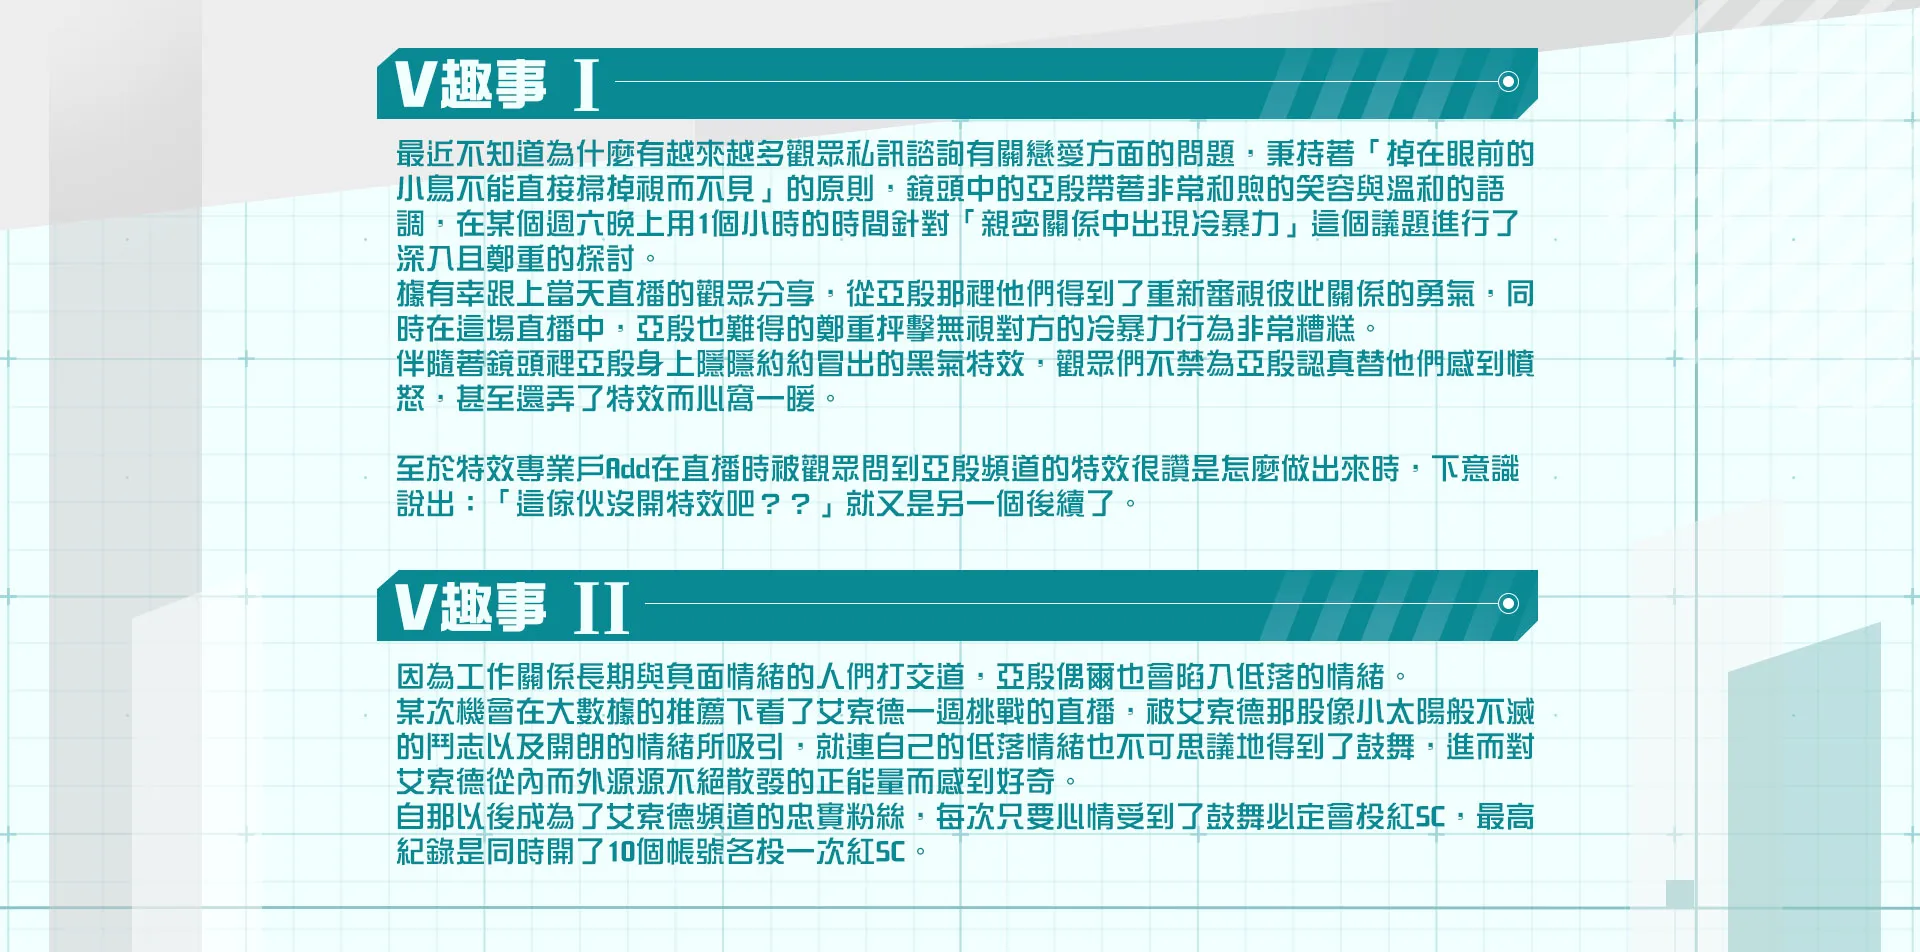 V趣事 I
最近不知道為什麼有越來越多觀眾私訊諮詢有關戀愛方面的問題，秉持著「掉在眼前的
小鳥不能直接掃掉視而不見」的原則，鏡頭中的亞殷帶著非常和煦的笑容與溫和的語
調，在某個週六晚上用1個小時的時間針對「親密關係中出現冷暴力」這個議題進行了
深入且鄭重的探討。
據有幸跟上當天直播的觀眾分享，從亞殷那裡他們得到了重新審視彼此關係的勇氣，同
時在這場直播中，亞殷也難得的鄭重抨擊無視對方的冷暴力行為非常糟糕。
伴隨著鏡頭裡亞殷身上隱隱約約冒出的黑氣特效，觀眾們不禁為亞殷認真替他們感到憤
怒，甚至還弄了特效而心窩一暖。
至於特效專業戶Add在直播時被觀眾問到亞殷頻道的特效很讚是怎麼做出來時，下意識
說出：「這傢伙沒開特效吧？？」就又是另一個後續了。
V趣事 II
因為工作關係長期與負面情緒的人們打交道，亞殷偶爾也會陷入低落的情緒。
某次機會在大數據的推薦下看了艾索德一週挑戰的直播，被艾索德那股像小太陽般不滅
的鬥志以及開朗的情緒所吸引，就連自己的低落情緒也不可思議地得到了鼓舞，進而對
艾索德從內而外源源不絕散發的正能量而感到好奇。
自那以後成為了艾索德頻道的忠實粉絲，每次只要心情受到了鼓舞必定會投紅SC，最高
紀錄是同時開了10個帳號各投一次紅SC。